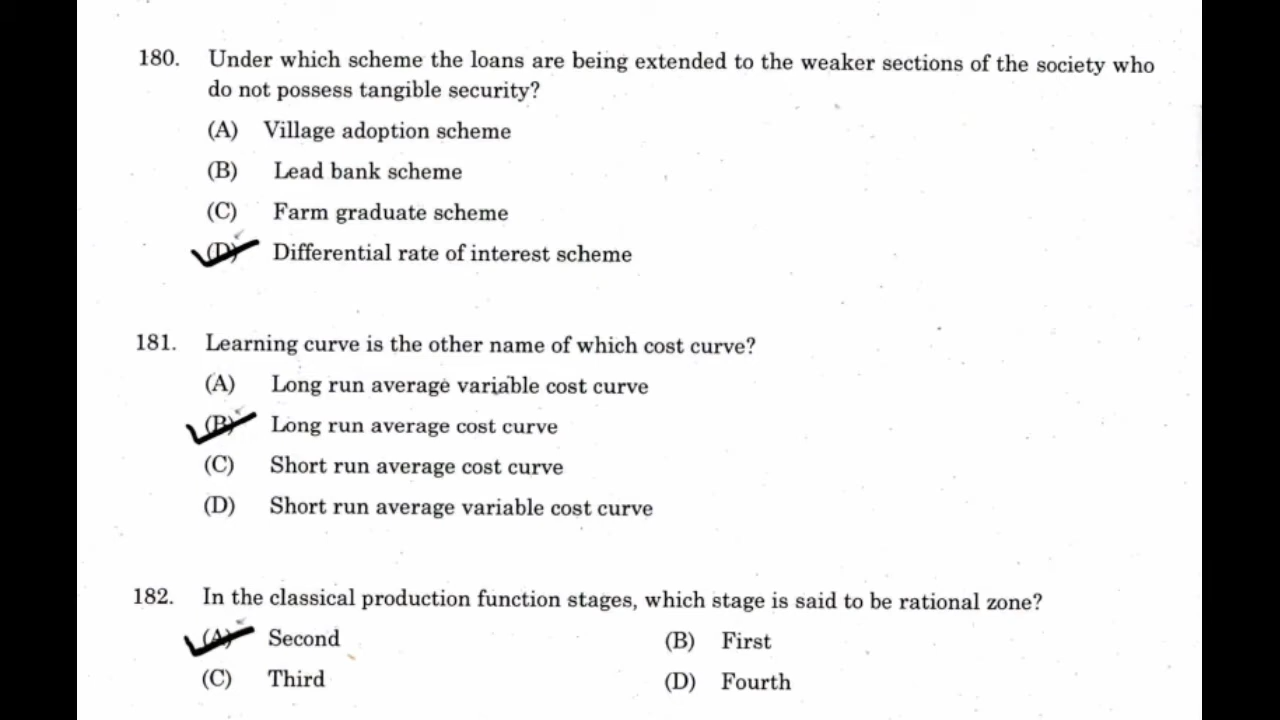 180. Under which scheme the loans are being extended to the weaker sections of the society who
do not possess tangible security?
(A) Village adoption scheme
(B) Lead bank scheme
(C) Farm graduate scheme
(D) Differential rate of interest scheme
181. Learning curve is the other name of which cost curve?
(A) Long run average variable cost curve
(B) Long run average cost curve
(C) Short run average cost curve
(D) Short run average variable cost curve
182. In the classical production function stages, which stage is said to be rational zone?
(A) Second (B) First
(C) Third (D) Fourth